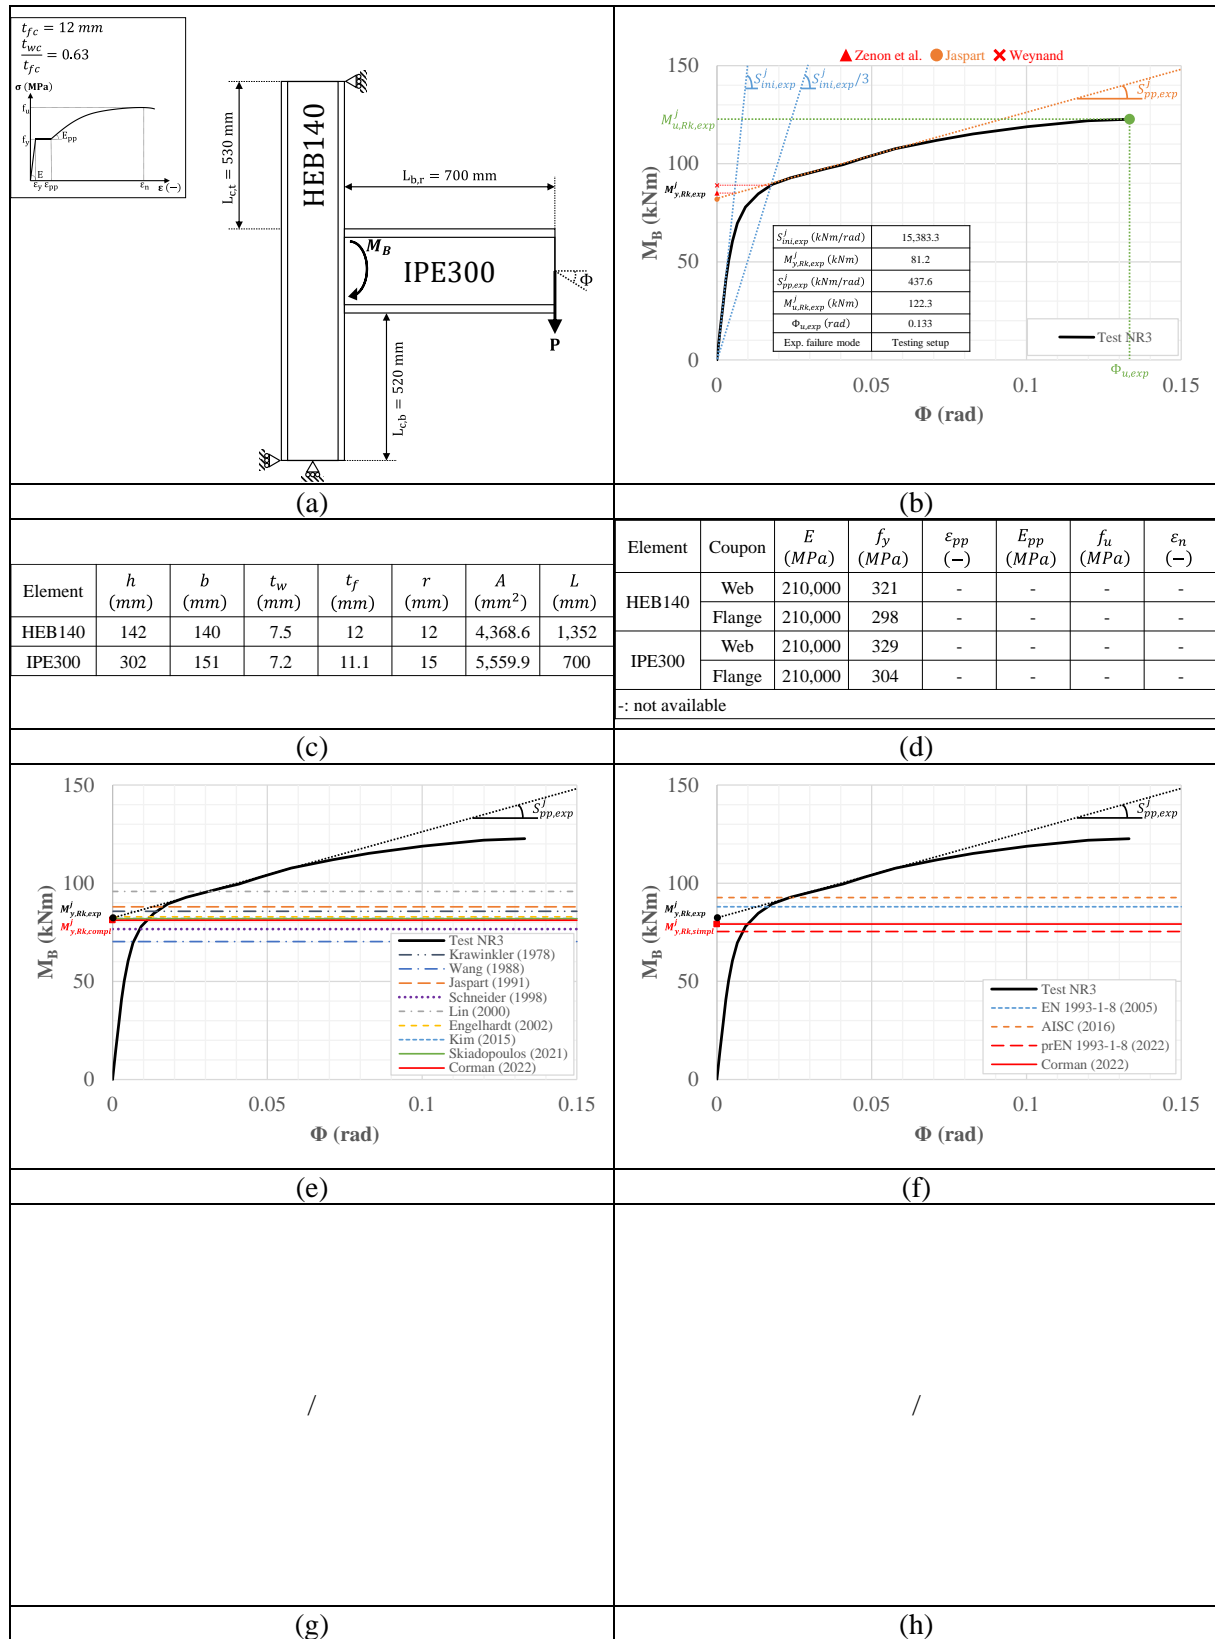 t_fc = 12 mm
t_wc / t_fc = 0.63
σ (MPa)
f_u
f_y
E_pp
E
ε_y ε_pp ε_n ε (−)
HEB140
L_c,t = 530 mm
L_b,r = 700 mm
M_B
IPE300
Φ
P
L_c,b = 520 mm
(a)
▲ Zenon et al. ● Jaspart ✕ Weynand
150
S^j_ini,exp
S^j_ini,exp/3
S^j_pp,exp
M^j_u,Rk,exp
100
M^j_y,Rk,exp
M_B (kNm)
50
0
S^j_ini,exp (kNm/rad) 15,383.3
M^j_y,Rk,exp (kNm) 81.2
S^j_pp,exp (kNm/rad) 437.6
M^j_u,Rk,exp (kNm) 122.3
Φ_u,exp (rad) 0.133
Exp. failure mode Testing setup
Test NR3
0 0.05 0.1 0.15
Φ_u,exp
Φ (rad)
(b)
Element h (mm) b (mm) t_w (mm) t_f (mm) r (mm) A (mm²) L (mm)
HEB140 142 140 7.5 12 12 4,368.6 1,352
IPE300 302 151 7.2 11.1 15 5,559.9 700
(c)
Element Coupon E (MPa) f_y (MPa) ε_pp (−) E_pp (MPa) f_u (MPa) ε_n (−)
HEB140 Web 210,000 321 - - - -
Flange 210,000 298 - - - -
IPE300 Web 210,000 329 - - - -
Flange 210,000 304 - - - -
-: not available
(d)
150
S^j_pp,exp
100
M^j_y,Rk,exp
M^j_y,Rk,compl
M_B (kNm)
50
0
Test NR3
Krawinkler (1978)
Wang (1988)
Jaspart (1991)
Schneider (1998)
Lin (2000)
Engelhardt (2002)
Kim (2015)
Skiadopoulos (2021)
Corman (2022)
0 0.05 0.1 0.15
Φ (rad)
(e)
150
S^j_pp,exp
100
M^j_y,Rk,exp
M^j_y,Rk,simpl
M_B (kNm)
50
0
Test NR3
EN 1993-1-8 (2005)
AISC (2016)
prEN 1993-1-8 (2022)
Corman (2022)
0 0.05 0.1 0.15
Φ (rad)
(f)
/
(g)
/
(h)